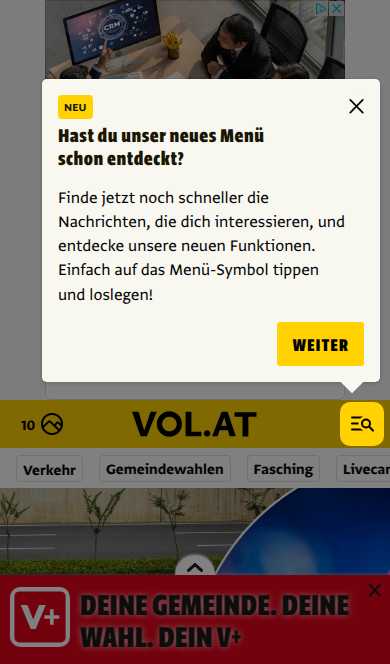 CRM
NEU
Hast du unser neues Menü
schon entdeckt?
Finde jetzt noch schneller die
Nachrichten, die dich interessieren, und
entdecke unsere neuen Funktionen.
Einfach auf das Menü-Symbol tippen
und loslegen!
WEITER
10
VOL.AT
Verkehr
Gemeindewahlen
Fasching
Livecar
V+
DEINE GEMEINDE. DEINE
WAHL. DEIN V+